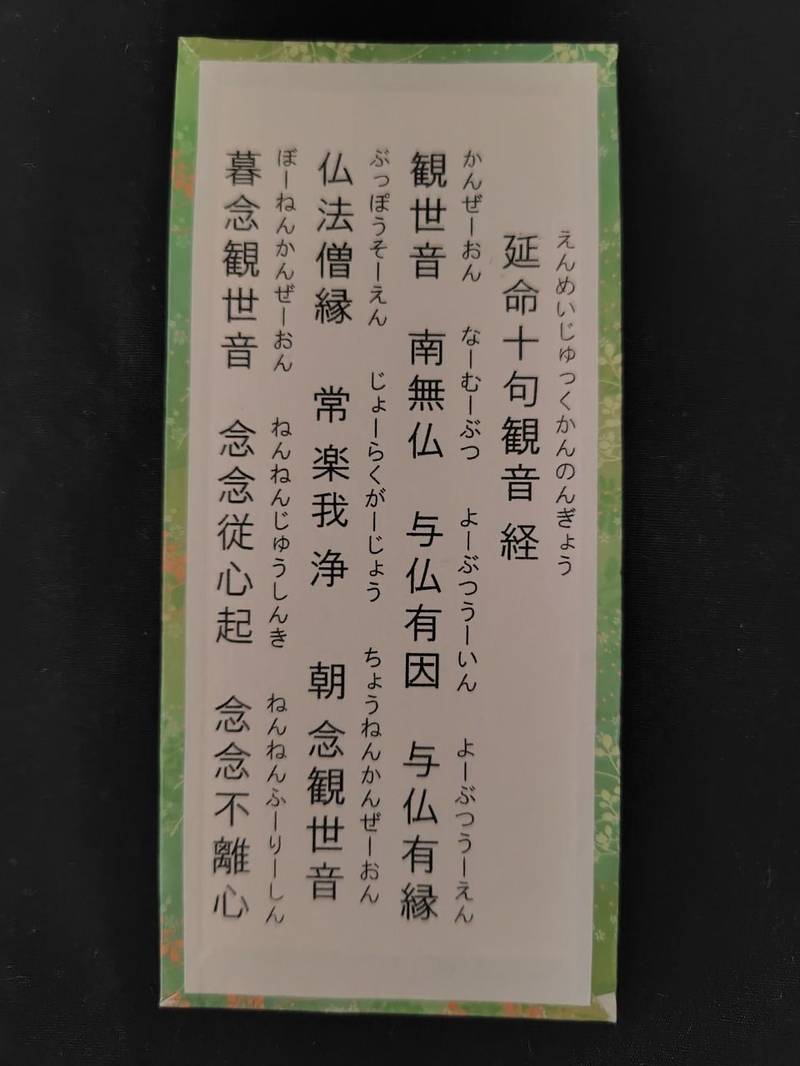 えんめいじゅっくかんのんぎょう
延命十句観音経
かんぜーおん　なーむーぶつ　よーぶつうーいん　よーぶつうーえん
観世音　南無仏　与仏有因　与仏有縁
ぶっぽうそーえん　じょーらくがーじょう　ちょうねんかんぜーおん
仏法僧縁　常楽我浄　朝念観世音
ぼーねんかんぜーおん　ねんねんじゅうしんき　ねんねんふーりーしん
暮念観世音　念念従心起　念念不離心